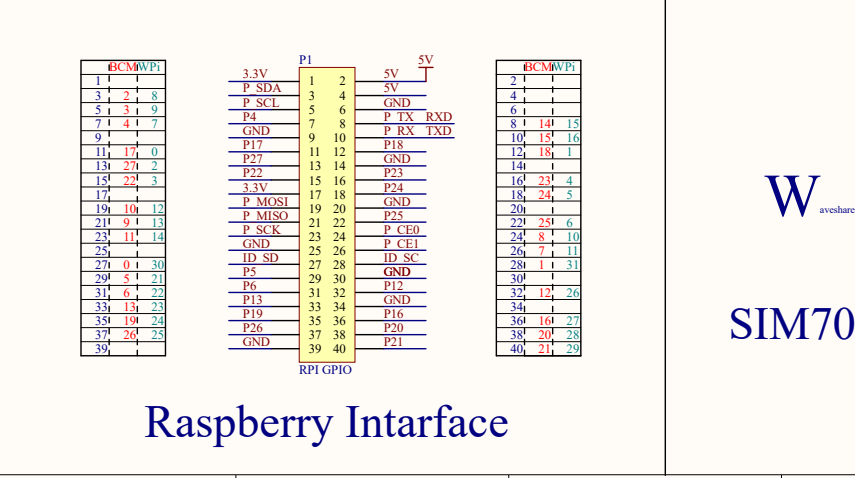 P1
5V
BCM WPi
1
3 2 8
5 3 9
7 4 7
9
11 17 0
13 27 2
15 22 3
17
19 10 12
21 9 13
23 11 14
25
27 0 30
29 5 21
31 6 22
33 13 23
35 19 24
37 26 25
39
3.3V 1 2 5V
P_SDA 3 4 5V
P_SCL 5 6 GND
P4 7 8 P_TX RXD
GND 9 10 P_RX TXD
P17 11 12 P18
P27 13 14 GND
P22 15 16 P23
3.3V 17 18 P24
P_MOSI 19 20 GND
P_MISO 21 22 P25
P_SCK 23 24 P_CE0
GND 25 26 P_CE1
ID_SD 27 28 ID_SC
P5 29 30 GND
P6 31 32 P12
P13 33 34 GND
P19 35 36 P16
P26 37 38 P20
GND 39 40 P21
RPI GPIO
BCM WPi
2
4
6
8 14 15
10 15 16
12 18 1
14
16 23 4
18 24 5
20
22 25 6
24 8 10
26 7 11
28 1 31
30
32 12 26
34
36 16 27
38 20 28
40 21 29
Raspberry Intarface
Waveshare
SIM70